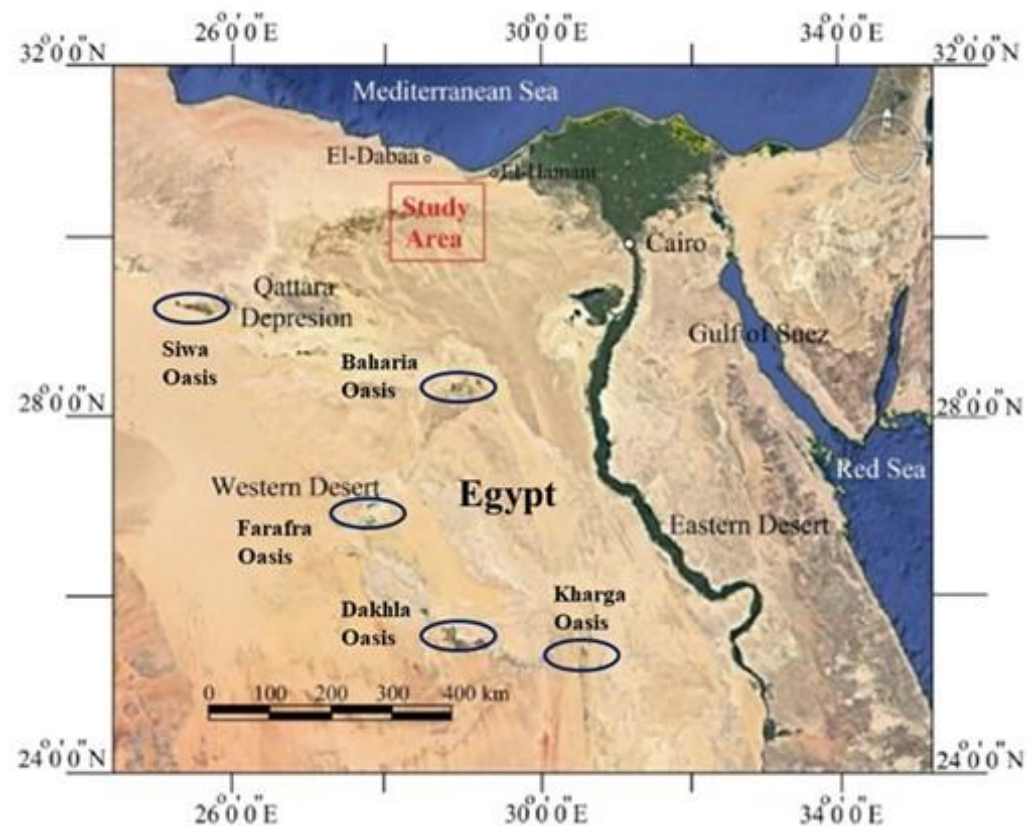 26°0'0"E
30°0'0"E
34°0'0"E
32°0'0"N
32°0'0"N
Mediterranean Sea
El-Dabaa
El-Hamam
Study
Area
Cairo
Qattara
Depresion
Siwa
Oasis
Gulf of Suez
Baharia
Oasis
28°0'0"N
28°0'0"N
Red Sea
Western Desert
Egypt
Farafra
Oasis
Eastern Desert
Dakhla
Oasis
Kharga
Oasis
0 100 200 300 400 km
24°0'0"N
24°0'0"N
26°0'0"E
30°0'0"E
34°0'0"E